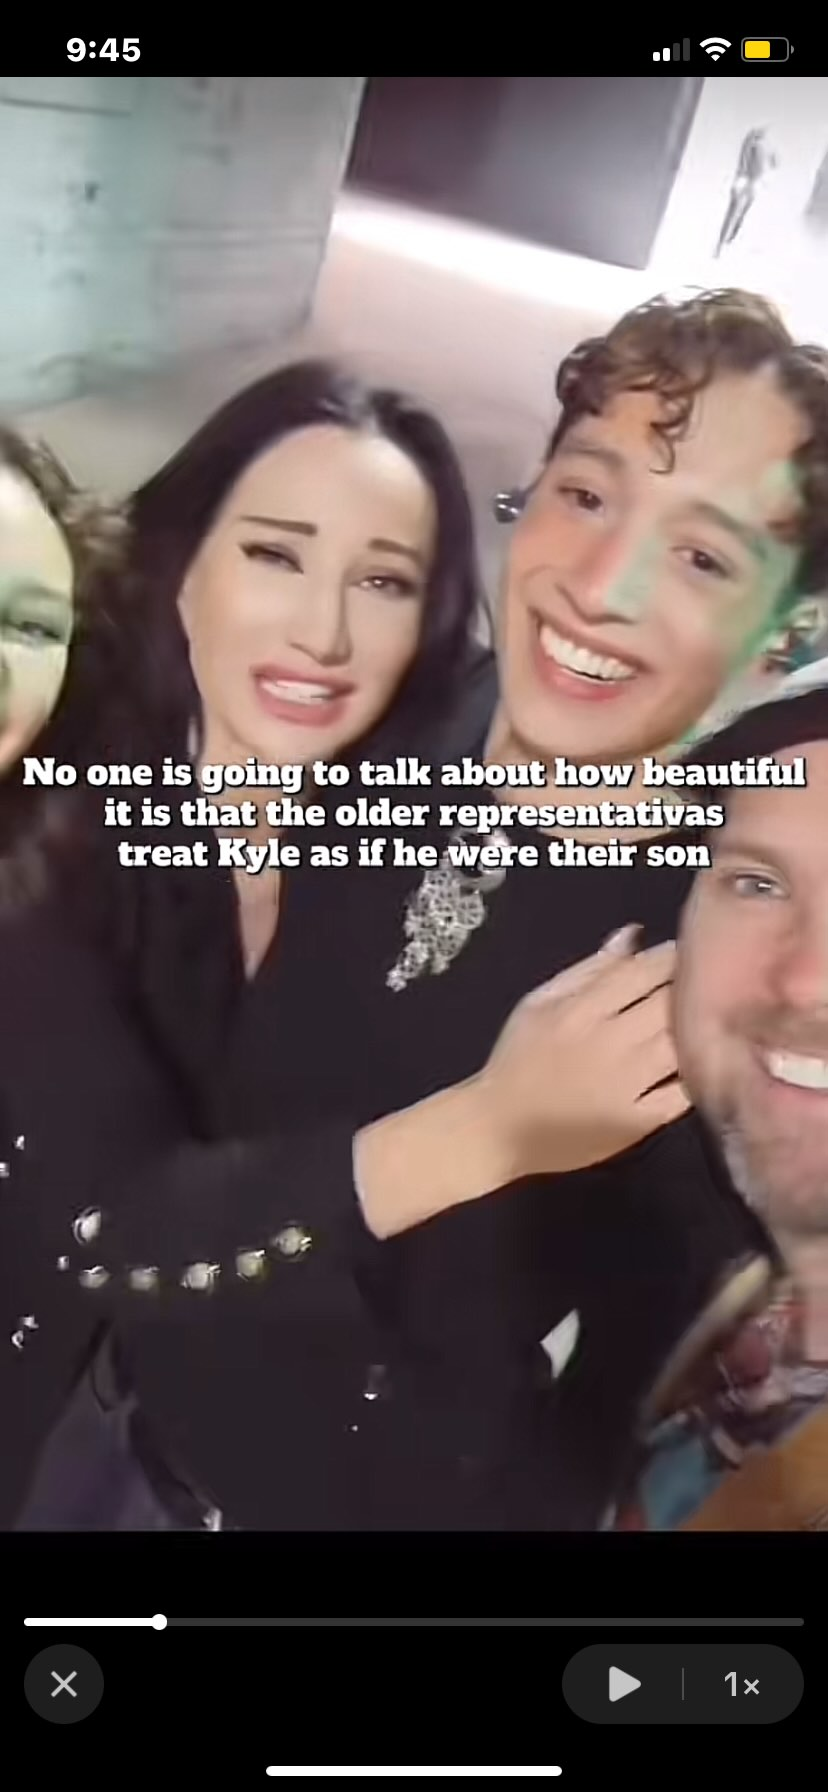 9:45
No one is going to talk about how beautiful
it is that the older representativas
treat Kyle as if he were their son
1×